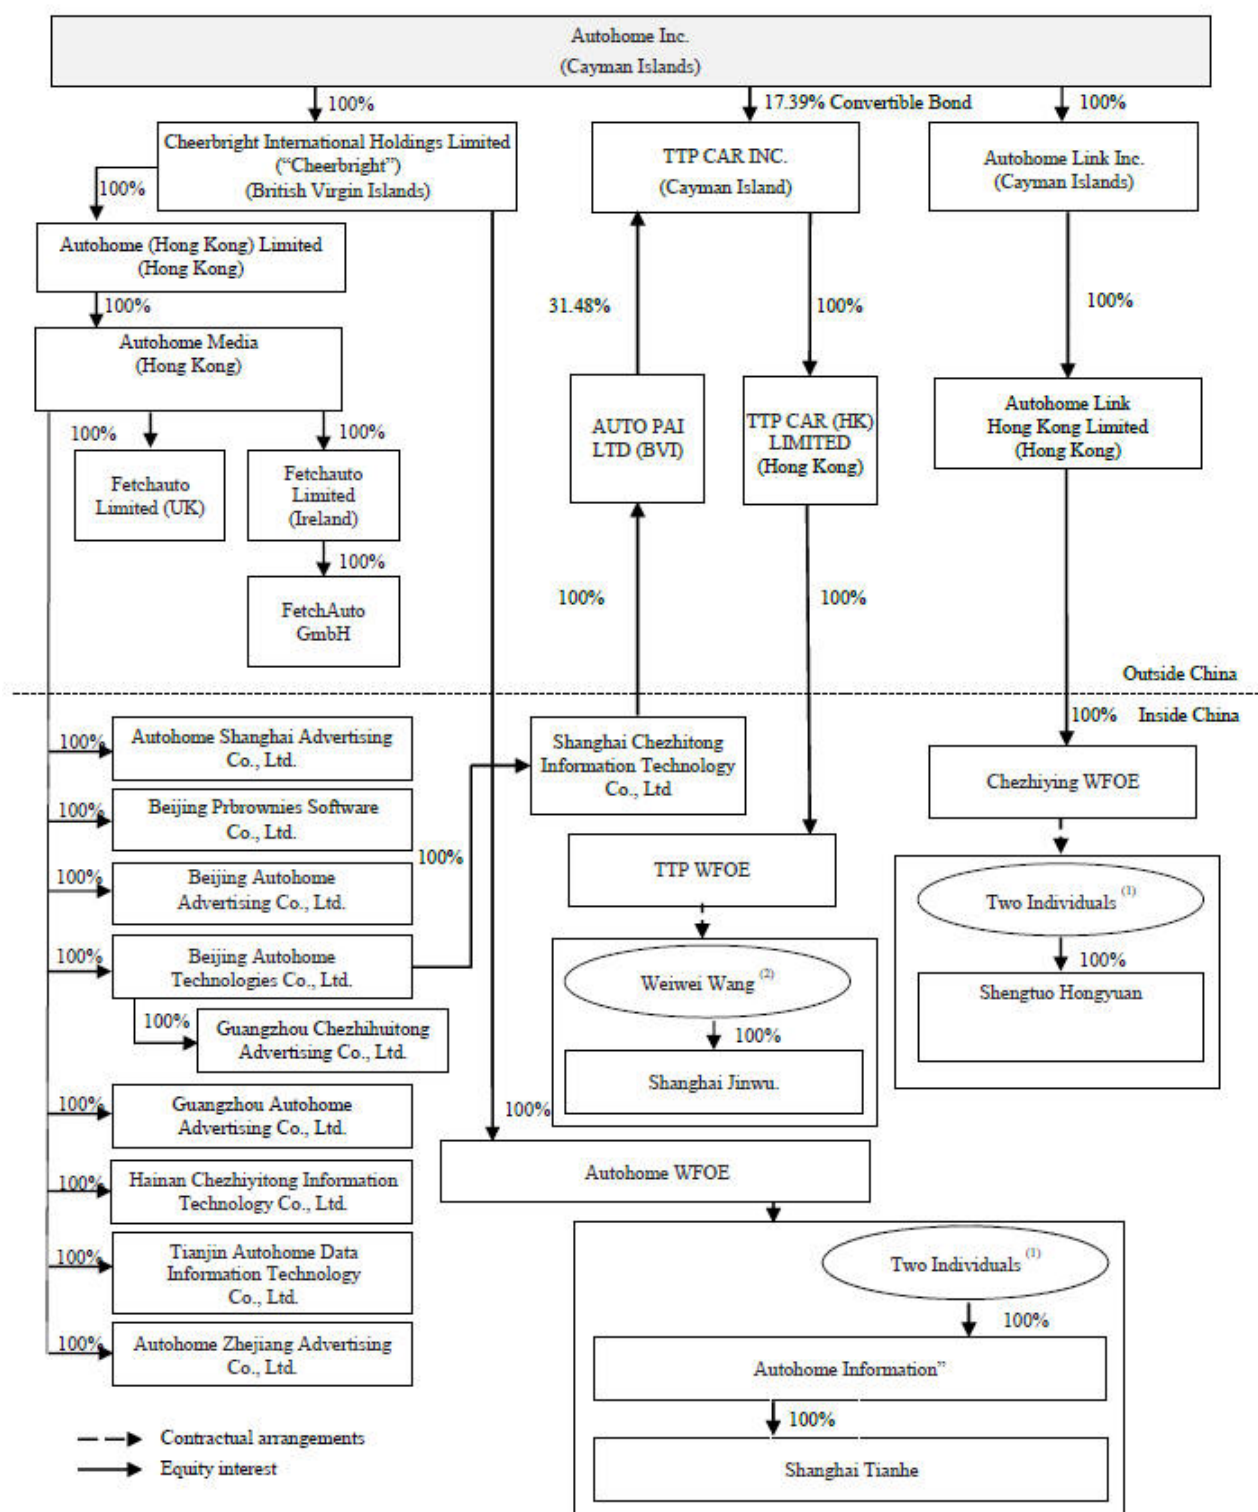 Autohome Inc.
(Cayman Islands)
100%
17.39% Convertible Bond
100%
Cheerbright International Holdings Limited
(“Cheerbright”)
(British Virgin Islands)
TTP CAR INC.
(Cayman Island)
Autohome Link Inc.
(Cayman Islands)
100%
Autohome (Hong Kong) Limited
(Hong Kong)
100%
31.48%
100%
100%
Autohome Media
(Hong Kong)
AUTO PAI
LTD (BVI)
TTP CAR (HK)
LIMITED
(Hong Kong)
Autohome Link
Hong Kong Limited
(Hong Kong)
100%
100%
Fetchauto
Limited (UK)
Fetchauto
Limited
(Ireland)
100%
FetchAuto
GmbH
100%
100%
Outside China
100%
Inside China
100%
Autohome Shanghai Advertising
Co., Ltd.
Shanghai Chezhitong
Information Technology
Co., Ltd
Chezhiying WFOE
100%
Beijing Prbrownies Software
Co., Ltd.
100%
TTP WFOE
100%
Beijing Autohome
Advertising Co., Ltd.
Two Individuals (1)
100%
100%
Beijing Autohome
Technologies Co., Ltd.
Weiwei Wang (2)
Shengtuo Hongyuan
100%
Guangzhou Chezhihuitong
Advertising Co., Ltd.
100%
Shanghai Jinwu.
100%
Guangzhou Autohome
Advertising Co., Ltd.
100%
Autohome WFOE
100%
Hainan Chezhiyitong Information
Technology Co., Ltd.
100%
Tianjin Autohome Data
Information Technology
Co., Ltd.
Two Individuals (1)
100%
100%
Autohome Zhejiang Advertising
Co., Ltd.
Autohome Information”
100%
Contractual arrangements
Equity interest
Shanghai Tianhe